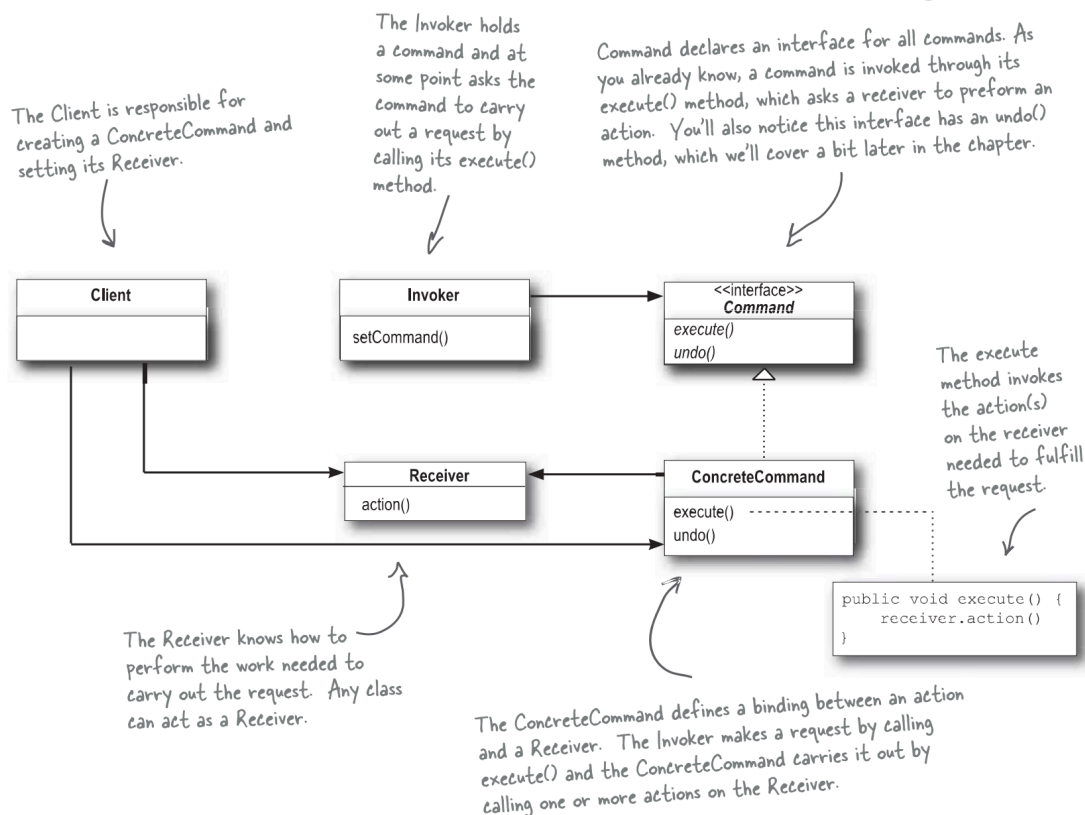 The Invoker holds
a command and at
some point asks the
command to carry
out a request by
calling its execute()
method.
Command declares an interface for all commands. As
you already know, a command is invoked through its
execute() method, which asks a receiver to preform an
action. You'll also notice this interface has an undo()
method, which we'll cover a bit later in the chapter.
The Client is responsible for
creating a ConcreteCommand and
setting its Receiver.
Client
Invoker
setCommand()
<<interface>>
Command
execute()
undo()
The execute
method invokes
the action(s)
on the receiver
needed to fulfill
the request.
Receiver
action()
ConcreteCommand
execute()
undo()
public void execute() {
receiver.action()
}
The Receiver knows how to
perform the work needed to
carry out the request. Any class
can act as a Receiver.
The ConcreteCommand defines a binding between an action
and a Receiver. The Invoker makes a request by calling
execute() and the ConcreteCommand carries it out by
calling one or more actions on the Receiver.